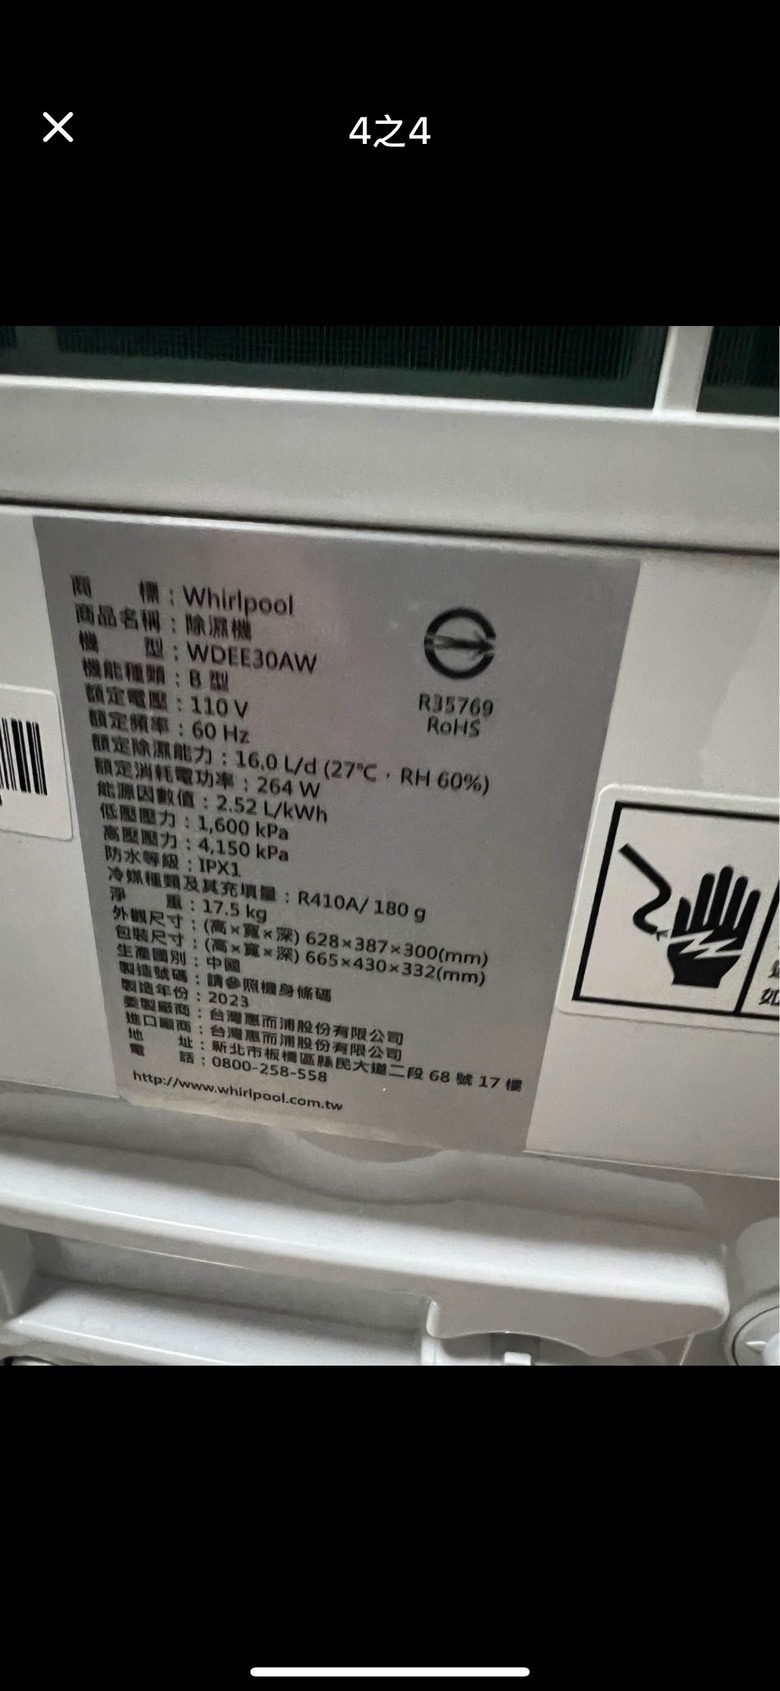 4之4
商 標：Whirlpool
商品名稱：除濕機
機 型：WDEE30AW
機能種類：B 型
額定電壓：110 V
額定頻率：60 Hz
額定除濕能力：16.0 L/d (27℃，RH 60%)
額定消耗電功率：264 W
能源因數值：2.52 L/kWh
低壓壓力：1,600 kPa
高壓壓力：4,150 kPa
防水等級：IPX1
冷媒種類及其充填量：R410A/ 180 g
淨 重：17.5 kg
外觀尺寸：(高×寬×深) 628×387×300(mm)
包裝尺寸：(高×寬×深) 665×430×332(mm)
生產國別：中國
製造號碼：請參照機身條碼
製造年份：2023
委製廠商：台灣惠而浦股份有限公司
進口廠商：台灣惠而浦股份有限公司
地 址：新北市板橋區縣民大道二段 68 號 17 樓
電 話：0800-258-558
http://www.whirlpool.com.tw
R35769
RoHS
如